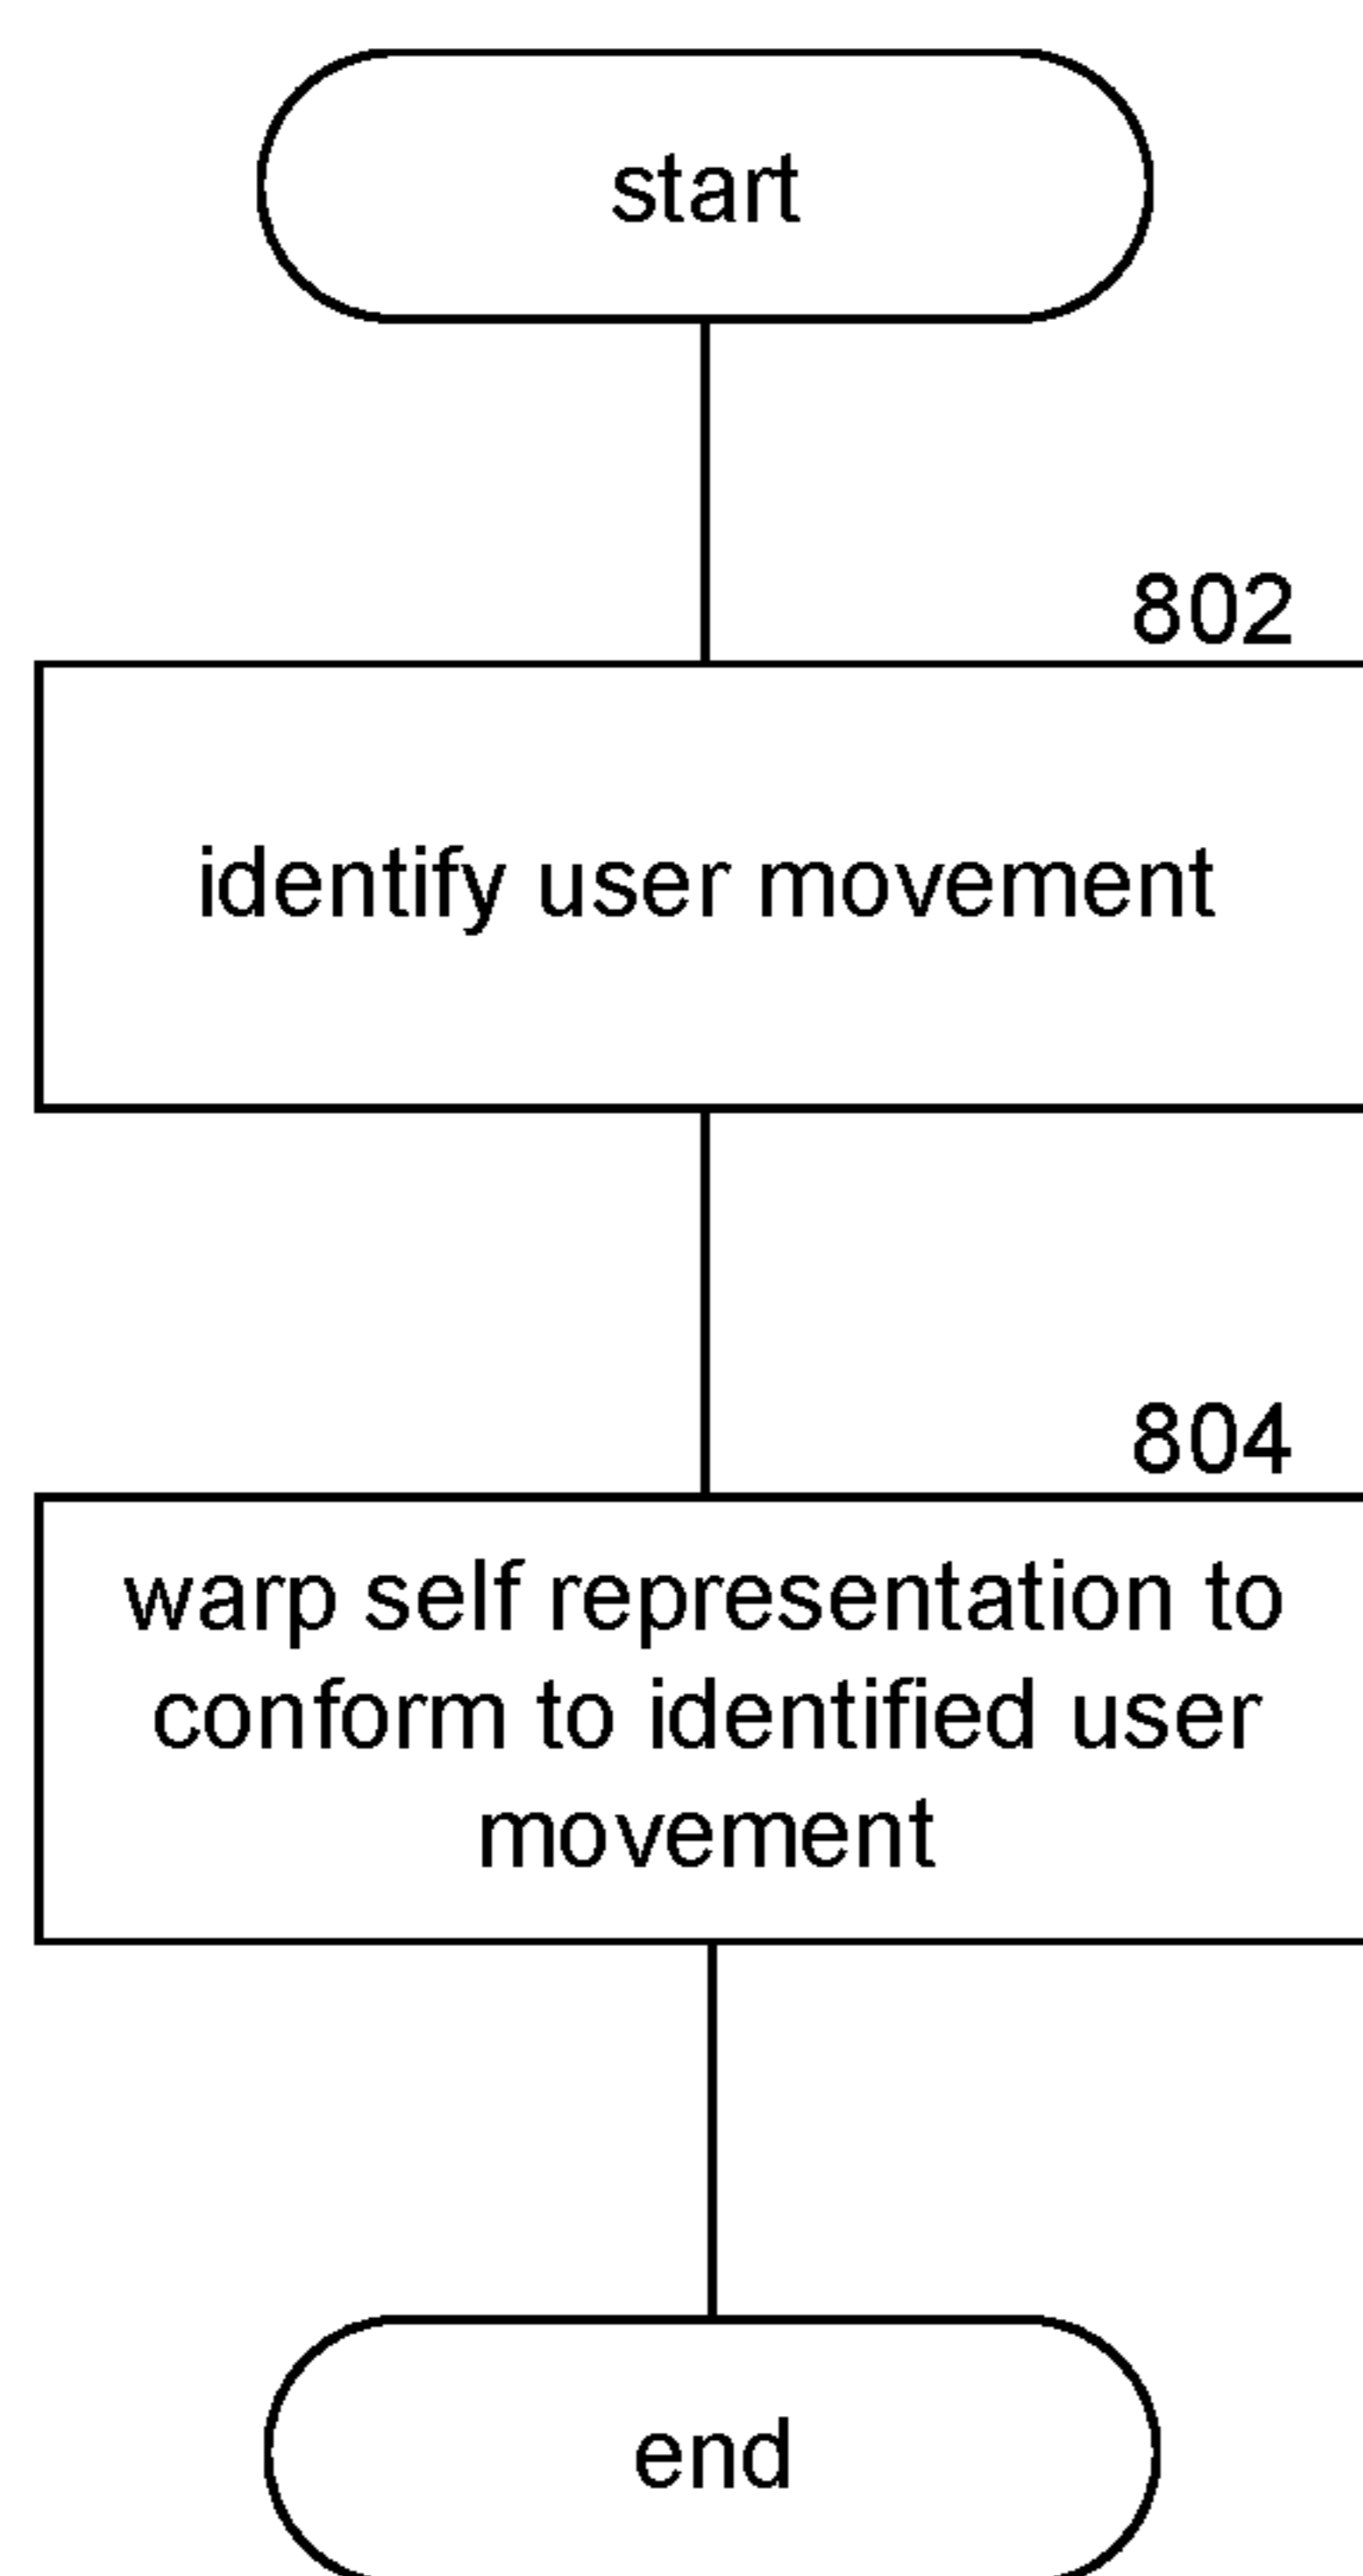 start
802
identify user movement
804
warp self representation to
conform to identified user
movement
end